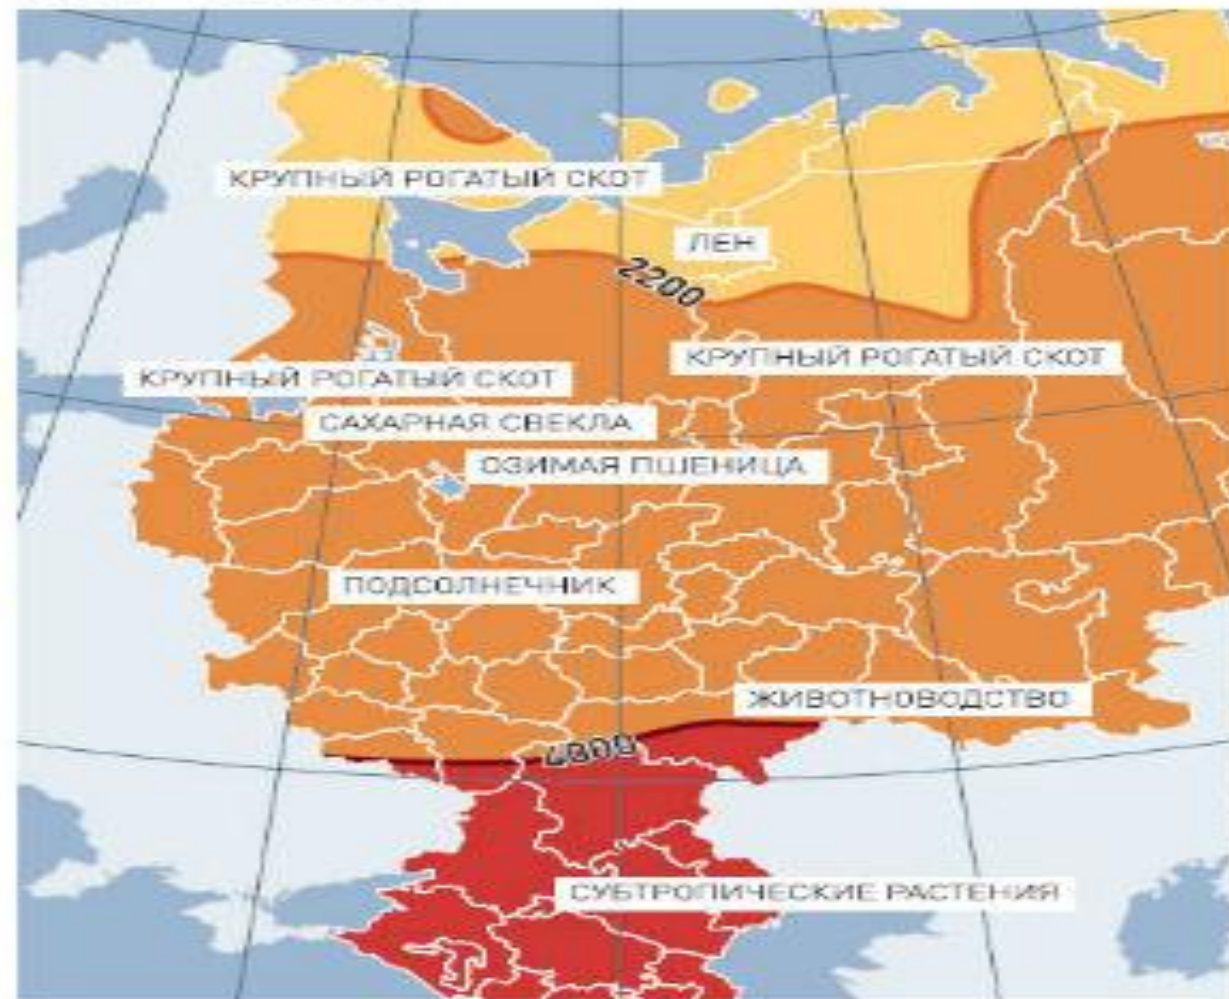 КРУПНЫЙ РОГАТЫЙ СКОТ
ЛЕН
2200
КРУПНЫЙ РОГАТЫЙ СКОТ
КРУПНЫЙ РОГАТЫЙ СКОТ
САХАРНАЯ СВЕКЛА
ОЗИМАЯ ПШЕНИЦА
ПОДСОЛНЕЧНИК
ЖИВОТНОВОДСТВО
СУБТРОПИЧЕСКИЕ РАСТЕНИЯ